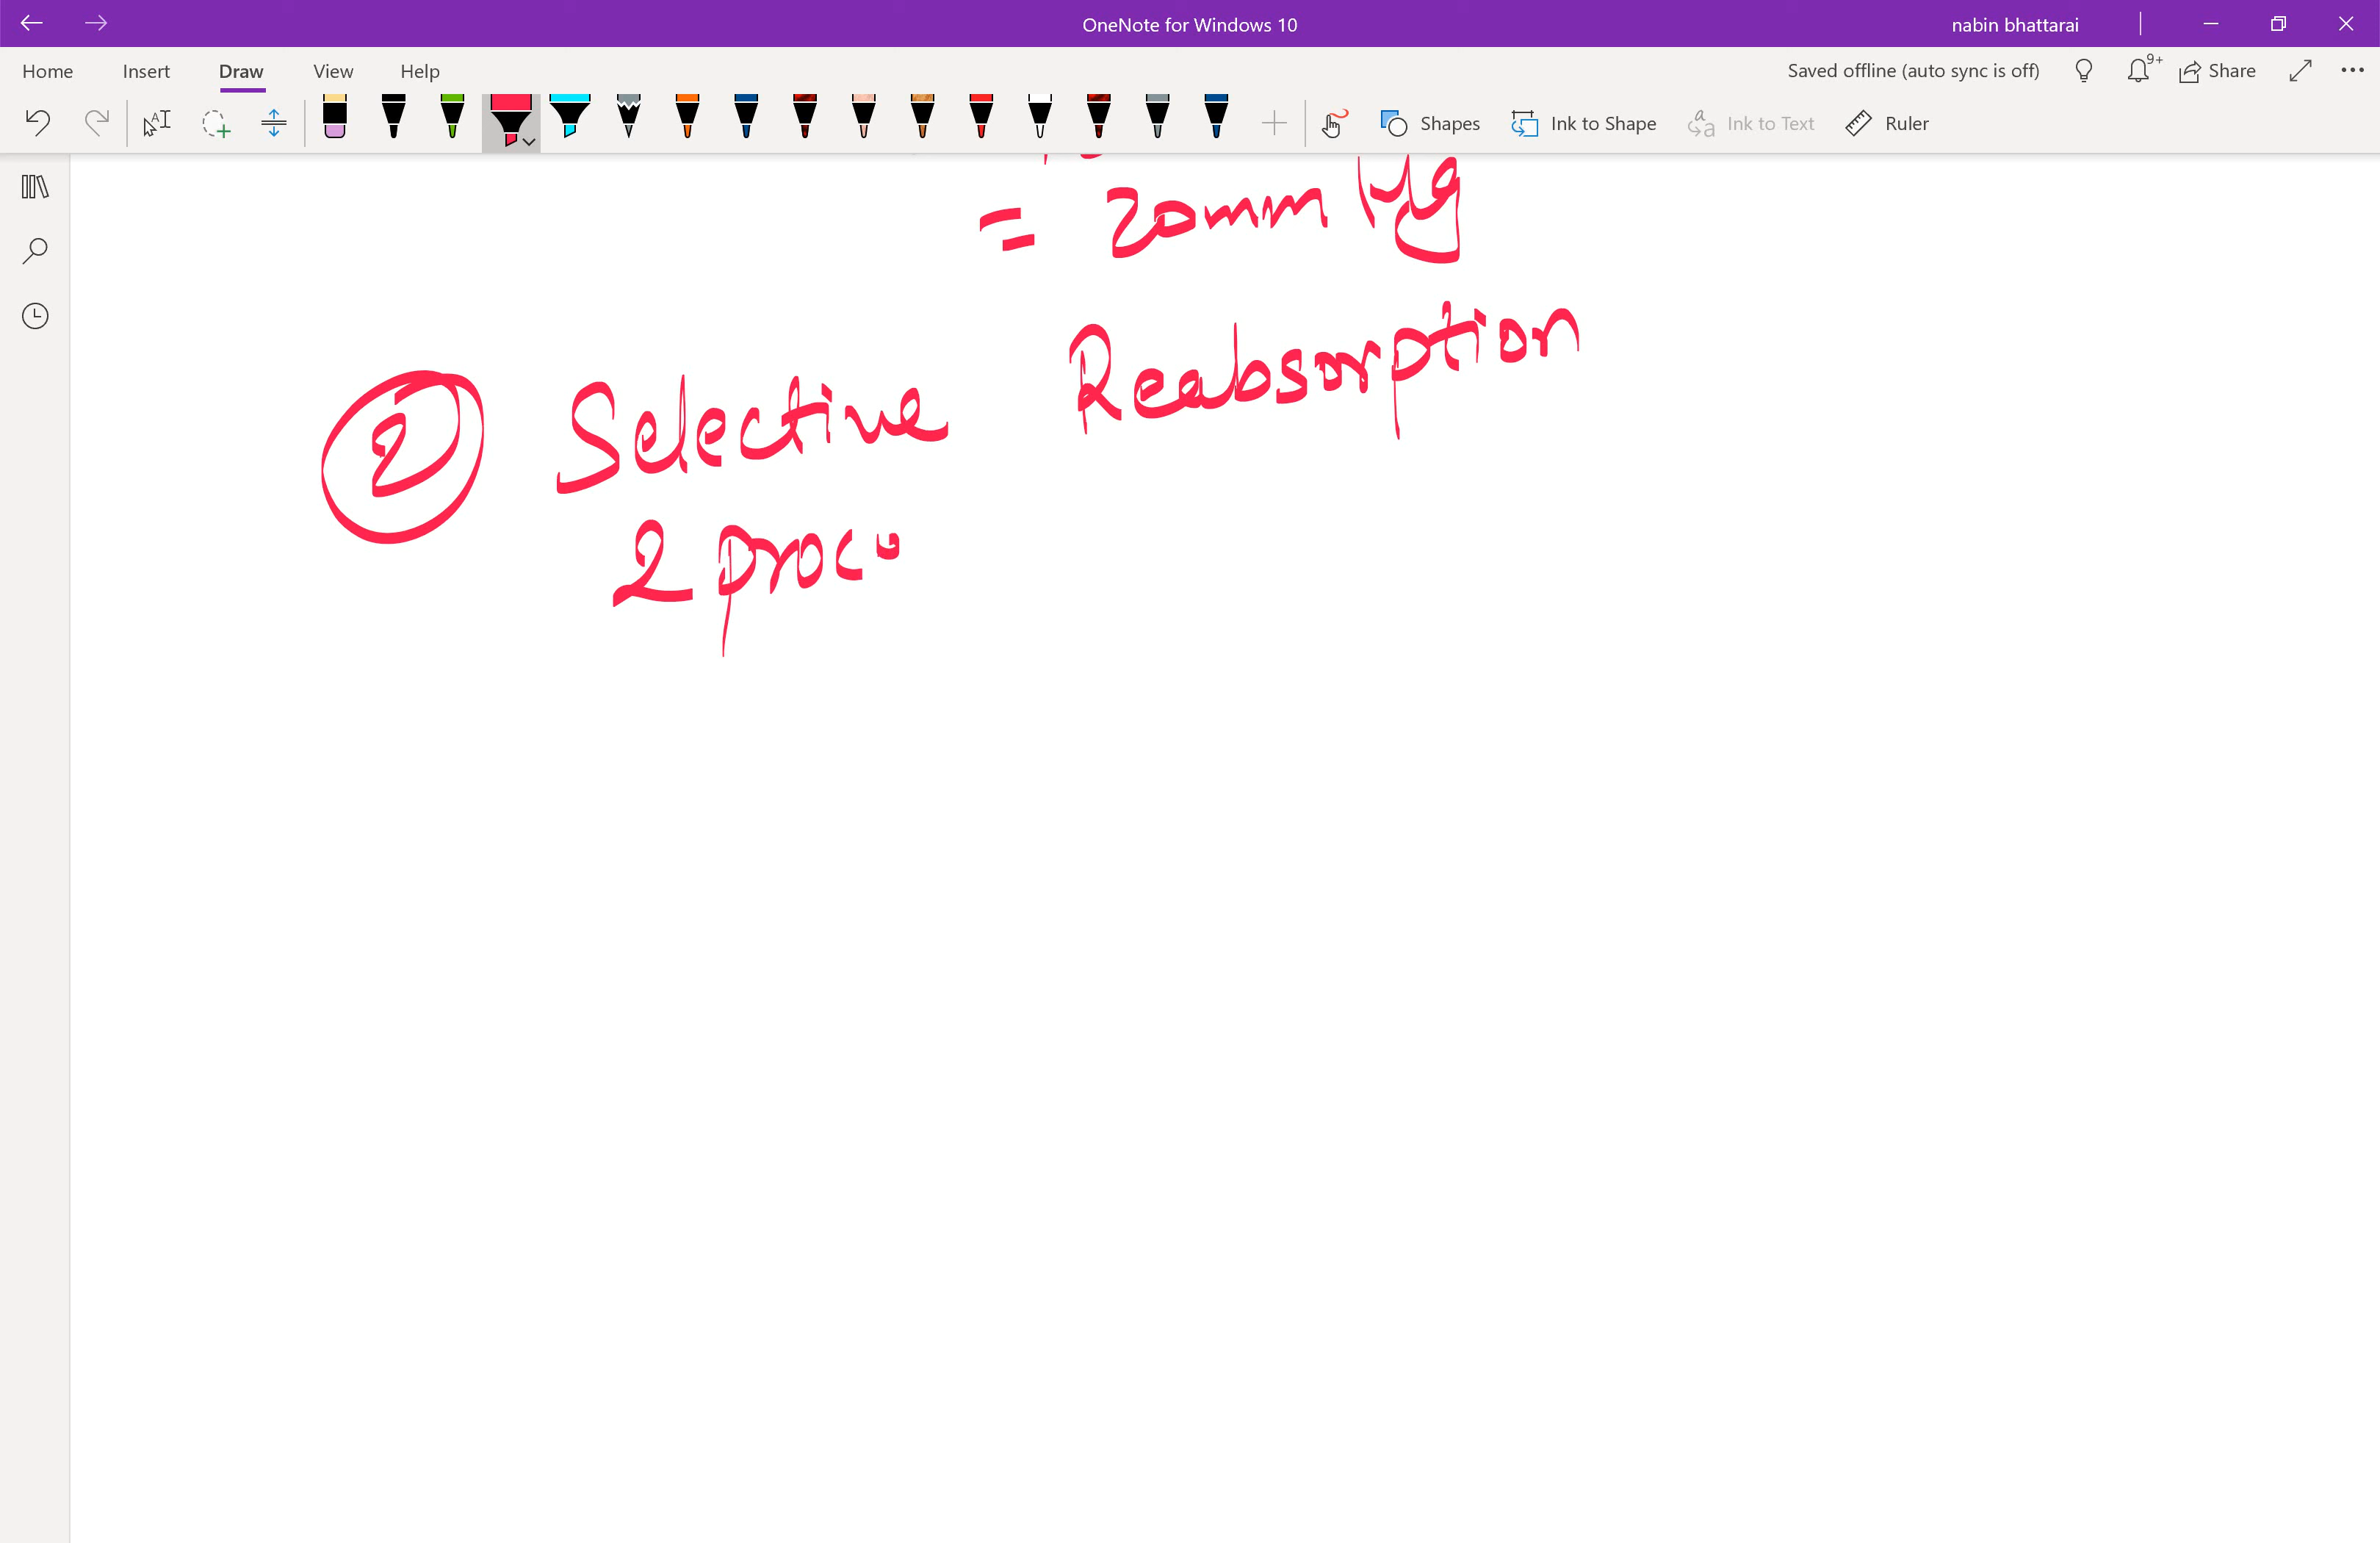 OneNote for Windows 10
nabin bhattarai
Home Insert Draw View Help
Saved offline (auto sync is off) 9+ Share
Shapes Ink to Shape Ink to Text Ruler
= 20mm Hg
② Selective Reabsorption
2 proc